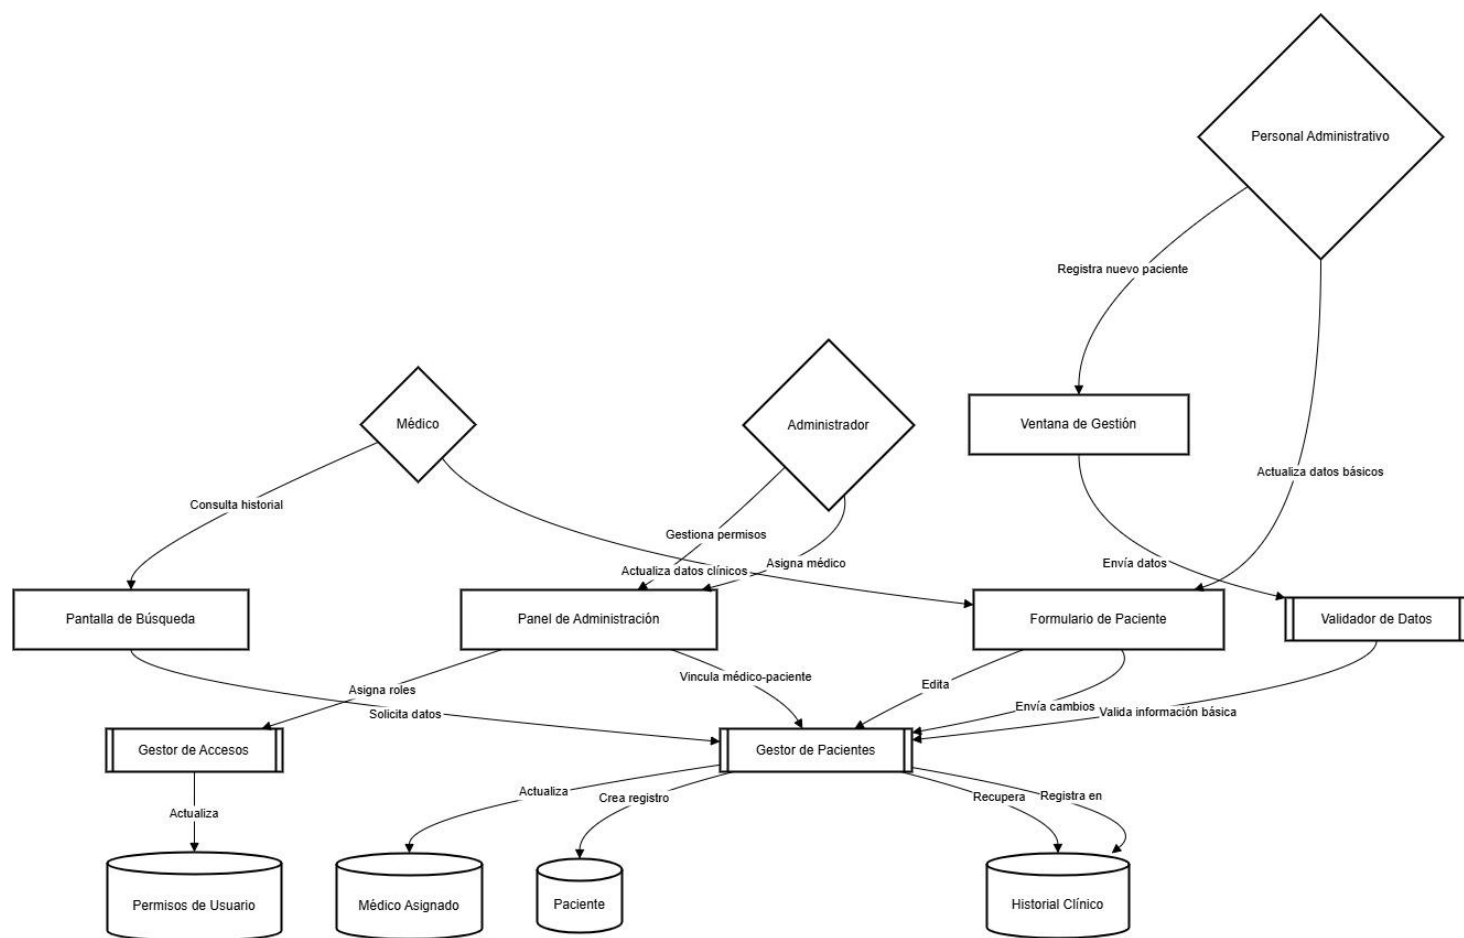 Personal Administrativo
Registra nuevo paciente
Médico
Administrador
Ventana de Gestión
Actualiza datos básicos
Consulta historial
Gestiona permisos
Asigna médico
Envía datos
Actualiza datos clínicos
Pantalla de Búsqueda
Panel de Administración
Formulario de Paciente
Validador de Datos
Vincula médico-paciente
Edita
Asigna roles
Envía cambios
Valida información básica
Solicita datos
Gestor de Accesos
Gestor de Pacientes
Actualiza
Crea registro
Recupera
Registra en
Actualiza
Permisos de Usuario
Médico Asignado
Paciente
Historial Clínico